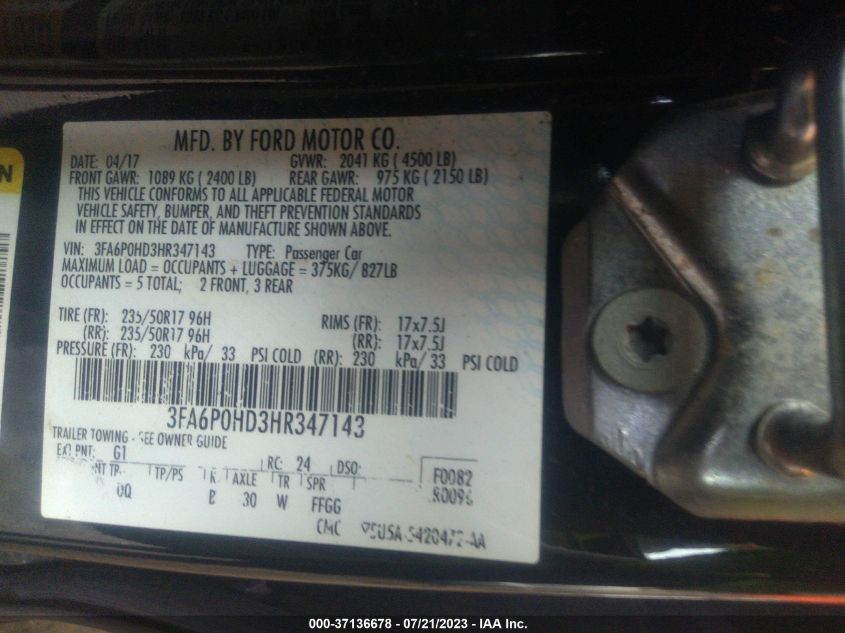 MFD. BY FORD MOTOR CO.
DATE: 04/17 GVWR: 2041 KG ( 4500 LB)
FRONT GAWR: 1089 KG ( 2400 LB) REAR GAWR: 975 KG ( 2150 LB)
THIS VEHICLE CONFORMS TO ALL APPLICABLE FEDERAL MOTOR
VEHICLE SAFETY, BUMPER, AND THEFT PREVENTION STANDARDS
IN EFFECT ON THE DATE OF MANUFACTURE SHOWN ABOVE.
VIN: 3FA6P0HD3HR347143 TYPE: Passenger Car
MAXIMUM LOAD = OCCUPANTS + LUGGAGE = 375KG/ 827LB
OCCUPANTS = 5 TOTAL; 2 FRONT, 3 REAR
TIRE (FR): 235/50R17 96H RIMS (FR): 17x7.5J
(RR): 235/50R17 96H (RR): 17x7.5J
PRESSURE (FR): 230 kPa/ 33 PSI COLD (RR): 230 kPa/ 33 PSI COLD
3FA6P0HD3HR347143
TRAILER TOWING - SEE OWNER GUIDE
EXT PNT: G1 RC: 24 DSO: F0082
INT TR TP/PS R AXLE TR SPR R0096
0Q B 30 W FFGG
CMC
N
000-37136678 - 07/21/2023 - IAA Inc.